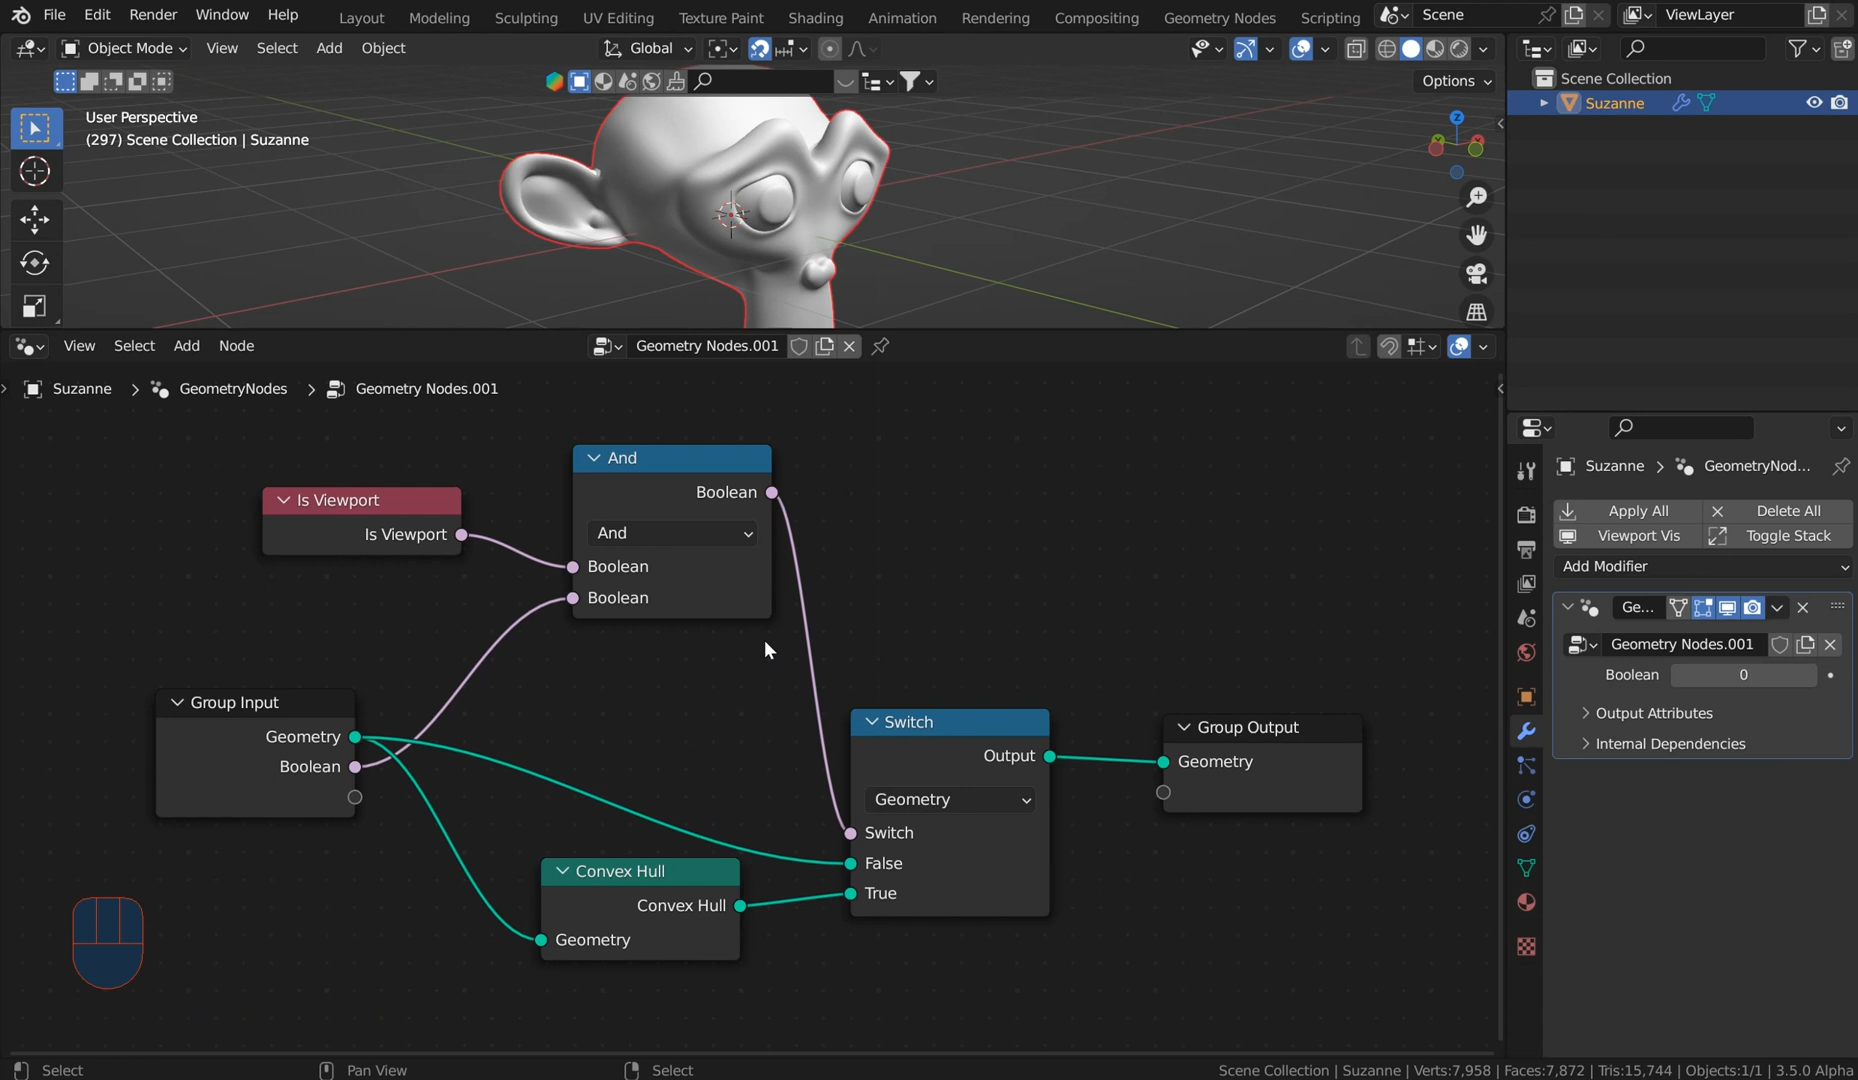 File Edit Render Window Help Layout Modeling Sculpting UV Editing Texture Paint Shading Animation Rendering Compositing Geometry Nodes Scripting Scene ViewLayer
Object Mode View Select Add Object Global
Options
User Perspective
(297) Scene Collection | Suzanne
Z
Scene Collection
Suzanne
View Select Add Node Geometry Nodes.001
Suzanne > GeometryNodes > Geometry Nodes.001
Is Viewport
Is Viewport
And
Boolean
And
Boolean
Boolean
Group Input
Geometry
Boolean
Convex Hull
Convex Hull
Geometry
Switch
Output
Geometry
Switch
False
True
Group Output
Geometry
Suzanne > GeometryNod...
Apply All Delete All
Viewport Vis Toggle Stack
Add Modifier
Ge...
Geometry Nodes.001
Boolean 0
Output Attributes
Internal Dependencies
Select Pan View Select Scene Collection | Suzanne | Verts:7,958 | Faces:7,872 | Tris:15,744 | Objects:1/1 | 3.5.0 Alpha